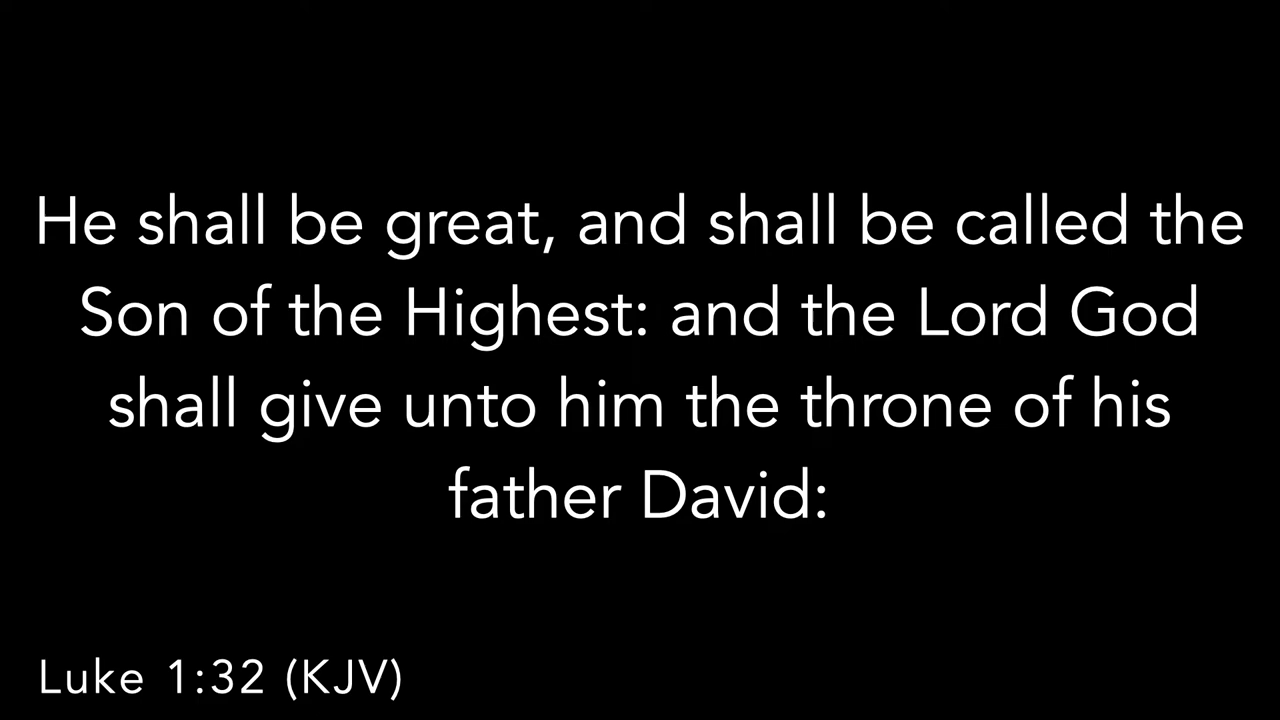 He shall be great, and shall be called the
Son of the Highest: and the Lord God
shall give unto him the throne of his
father David:
Luke 1:32 (KJV)